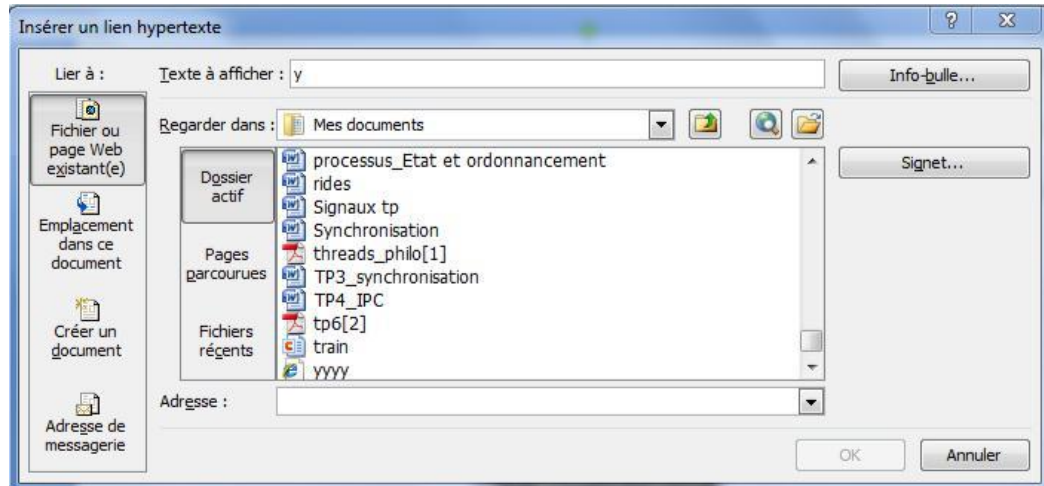 Insérer un lien hypertexte
Lier à :
Texte à afficher : y
Info-bulle...
Fichier ou
page Web
existant(e)
Regarder dans : Mes documents
Emplacement
dans ce
document
Créer un
document
Adresse de
messagerie
Dossier
actif
Pages
parcourues
Fichiers
récents
processus_Etat et ordonnancement
rides
Signaux tp
Synchronisation
threads_philo[1]
TP3_synchronisation
TP4_IPC
tp6[2]
train
yyyy
Signet...
Adresse :
OK
Annuler